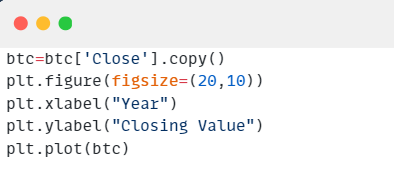 btc=btc['Close'].copy()
plt.figure(figsize=(20,10))
plt.xlabel("Year")
plt.ylabel("Closing Value")
plt.plot(btc)